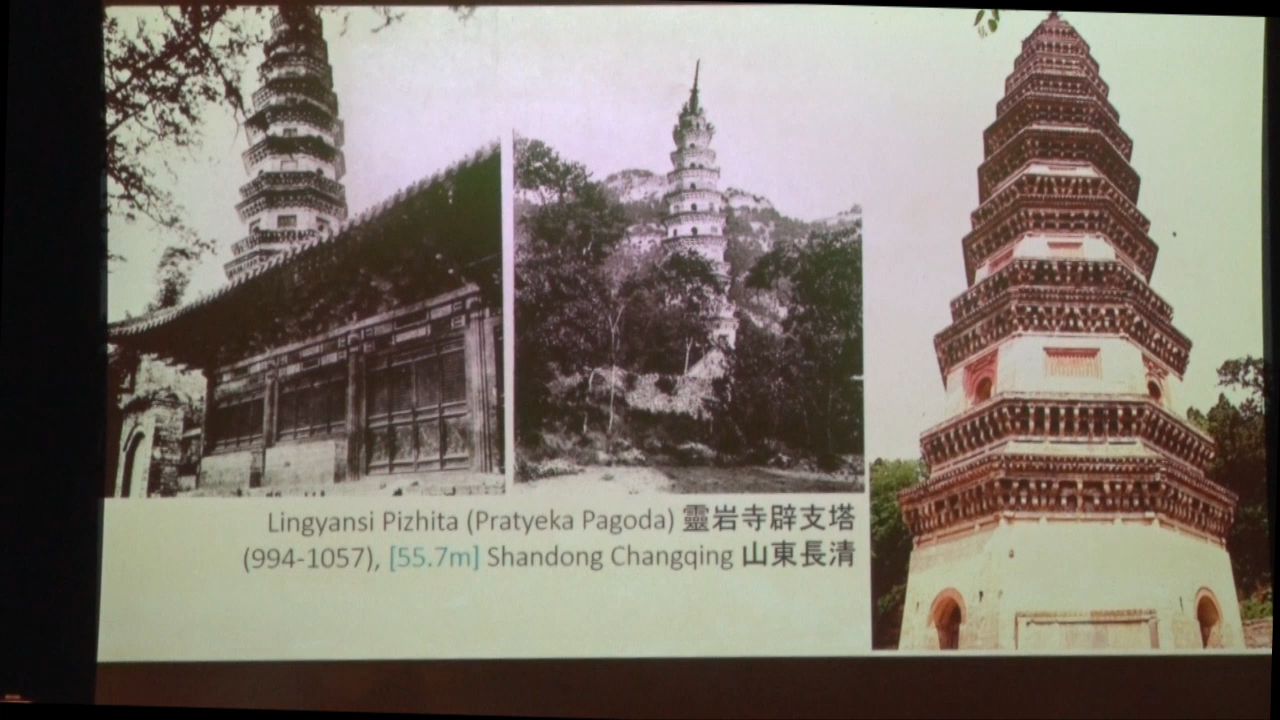 Lingyansi Pizhita (Pratyeka Pagoda) 靈岩寺辟支塔
(994-1057), [55.7m] Shandong Changqing 山東長清